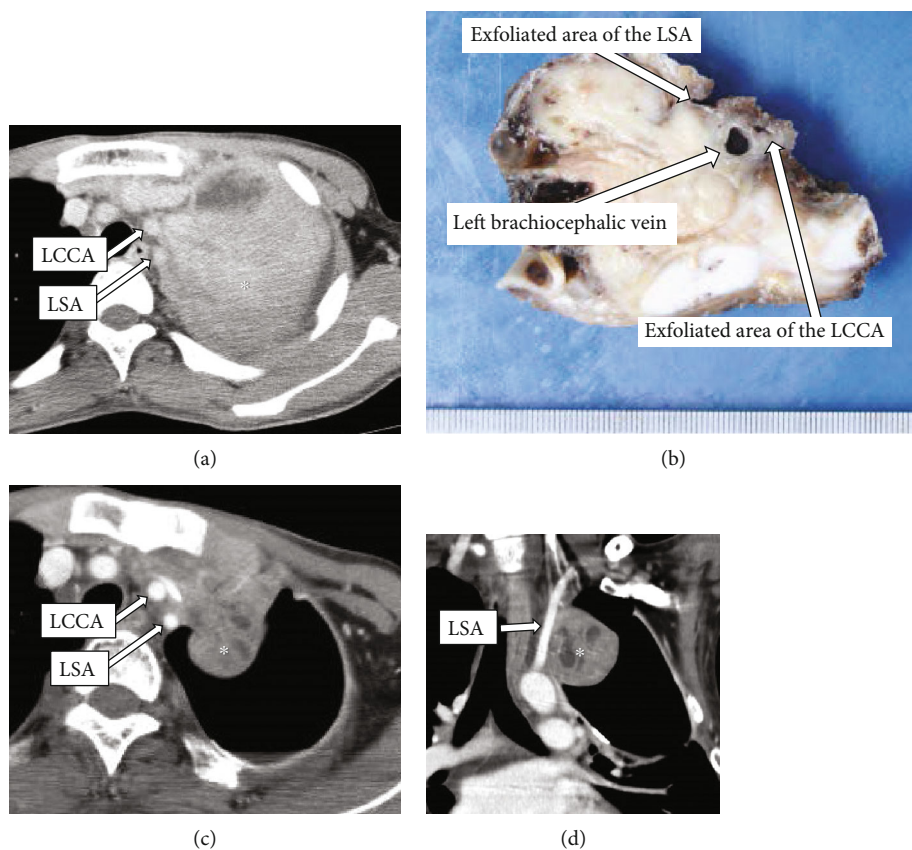 LCCA
LSA
*
(a)
Exfoliated area of the LSA
Left brachiocephalic vein
Exfoliated area of the LCCA
(b)
LCCA
LSA
*
(c)
LSA
*
(d)